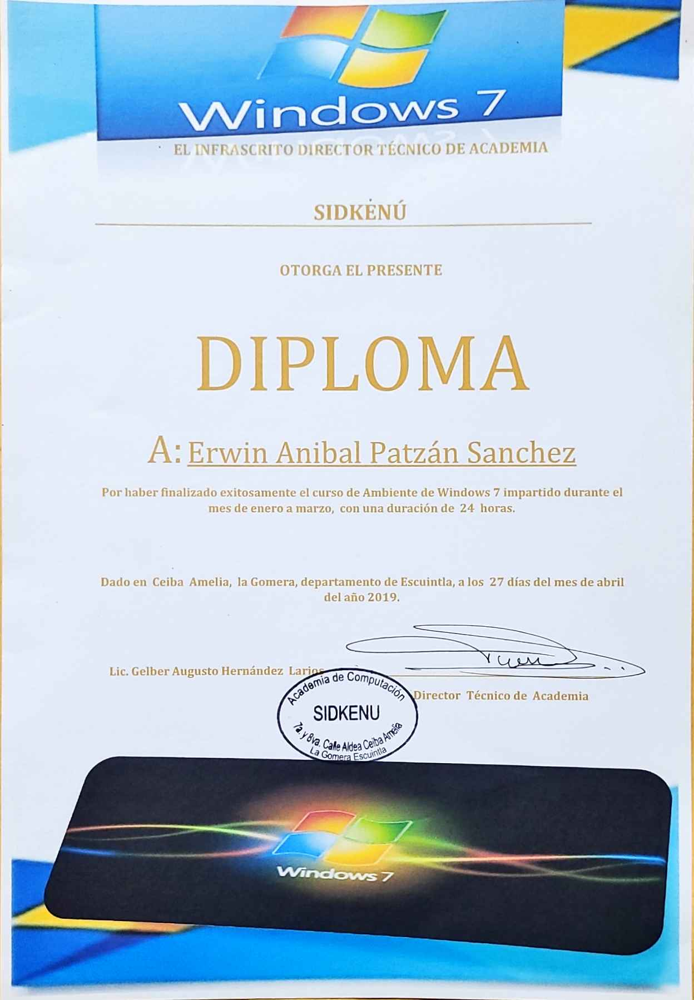 Windows 7
EL INFRASCRITO DIRECTOR TÉCNICO DE ACADEMIA
SIDKENÚ
OTORGA EL PRESENTE
DIPLOMA
A: Erwin Anibal Patzán Sanchez
Por haber finalizado exitosamente el curso de Ambiente de Windows 7 impartido durante el
mes de enero a marzo, con una duración de 24 horas.
Dado en Ceiba Amelia, la Gomera, departamento de Escuintla, a los 27 días del mes de abril
del año 2019.
Lic. Gelber Augusto Hernández Larios
Director Técnico de Academia
Academia de Computación
SIDKENU
7a. y 8va. Calle Aldea Ceiba Amelia
La Gomera Escuintla
Windows 7